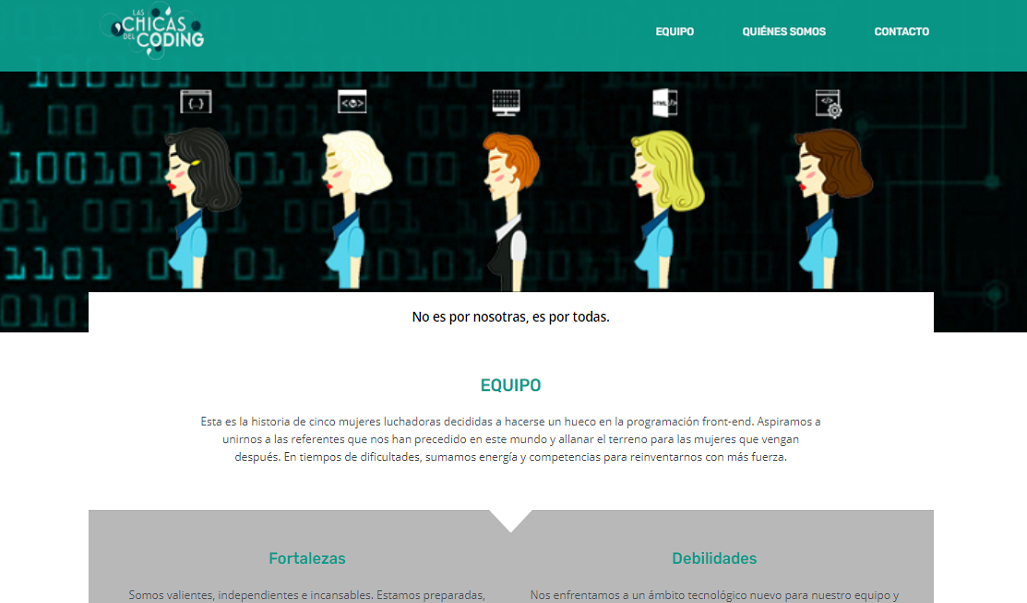 LAS
CHICAS
DEL CODING
EQUIPO
QUIÉNES SOMOS
CONTACTO
{...}
<@>
HTML </>
</>
No es por nosotras, es por todas.
EQUIPO
Esta es la historia de cinco mujeres luchadoras decididas a hacerse un hueco en la programación front-end. Aspiramos a
unirnos a las referentes que nos han precedido en este mundo y allanar el terreno para las mujeres que vengan
después. En tiempos de dificultades, sumamos energía y competencias para reinventarnos con más fuerza.
Fortalezas
Debilidades
Somos valientes, independientes e incansables. Estamos preparadas,
Nos enfrentamos a un ámbito tecnológico nuevo para nuestro equipo y